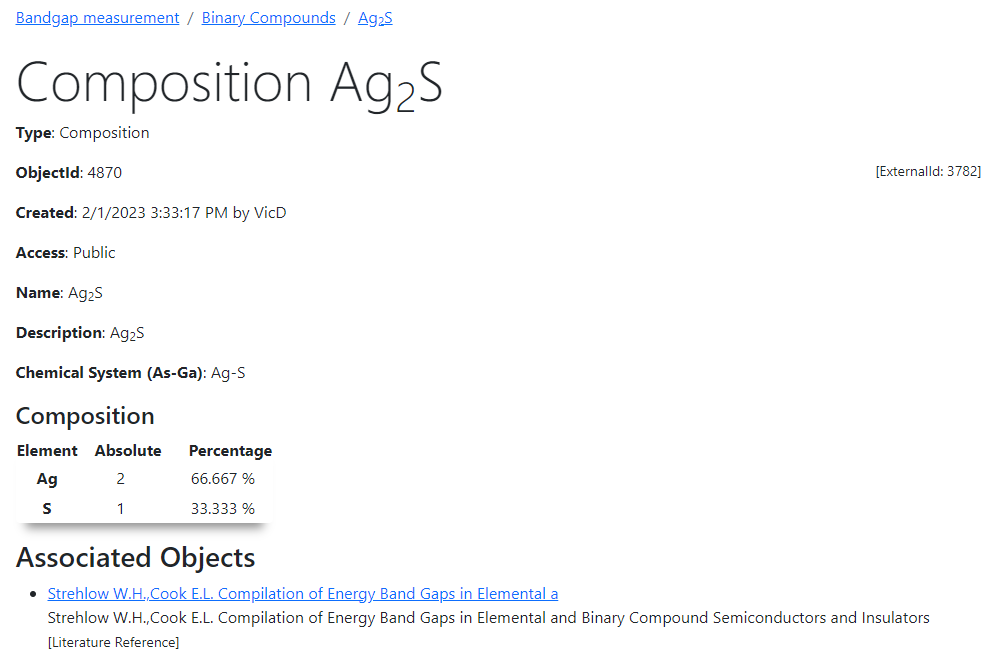 Bandgap measurement / Binary Compounds / Ag₂S
Composition Ag₂S
Type: Composition
ObjectId: 4870 [ExternalId: 3782]
Created: 2/1/2023 3:33:17 PM by VicD
Access: Public
Name: Ag₂S
Description: Ag₂S
Chemical System (As-Ga): Ag-S
Composition
Element Absolute Percentage
Ag 2 66.667 %
S 1 33.333 %
Associated Objects
• Strehlow W.H.,Cook E.L. Compilation of Energy Band Gaps in Elemental a
Strehlow W.H.,Cook E.L. Compilation of Energy Band Gaps in Elemental and Binary Compound Semiconductors and Insulators
[Literature Reference]